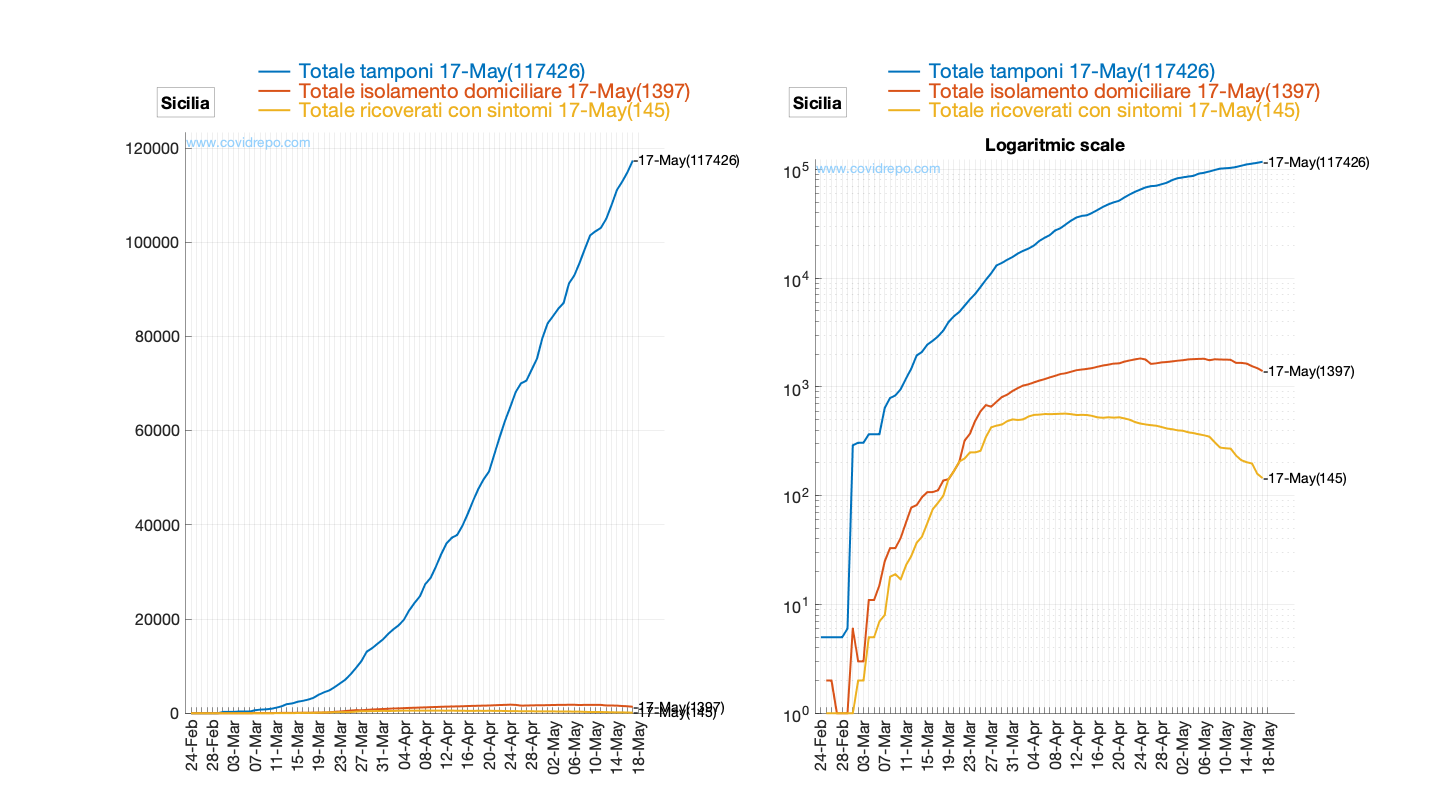 Totale tamponi 17-May(117426)
Totale isolamento domiciliare 17-May(1397)
Totale ricoverati con sintomi 17-May(145)
Sicilia
www.covidrepo.com
120000
100000
80000
60000
40000
20000
0
17-May(117426)
17-May(1397)
17-May(145)
24-Feb
28-Feb
03-Mar
07-Mar
11-Mar
15-Mar
19-Mar
23-Mar
27-Mar
31-Mar
04-Apr
08-Apr
12-Apr
16-Apr
20-Apr
24-Apr
28-Apr
02-May
06-May
10-May
14-May
18-May
Totale tamponi 17-May(117426)
Totale isolamento domiciliare 17-May(1397)
Totale ricoverati con sintomi 17-May(145)
Sicilia
Logaritmic scale
www.covidrepo.com
10^5
10^4
10^3
10^2
10^1
10^0
17-May(117426)
17-May(1397)
17-May(145)
24-Feb
28-Feb
03-Mar
07-Mar
11-Mar
15-Mar
19-Mar
23-Mar
27-Mar
31-Mar
04-Apr
08-Apr
12-Apr
16-Apr
20-Apr
24-Apr
28-Apr
02-May
06-May
10-May
14-May
18-May